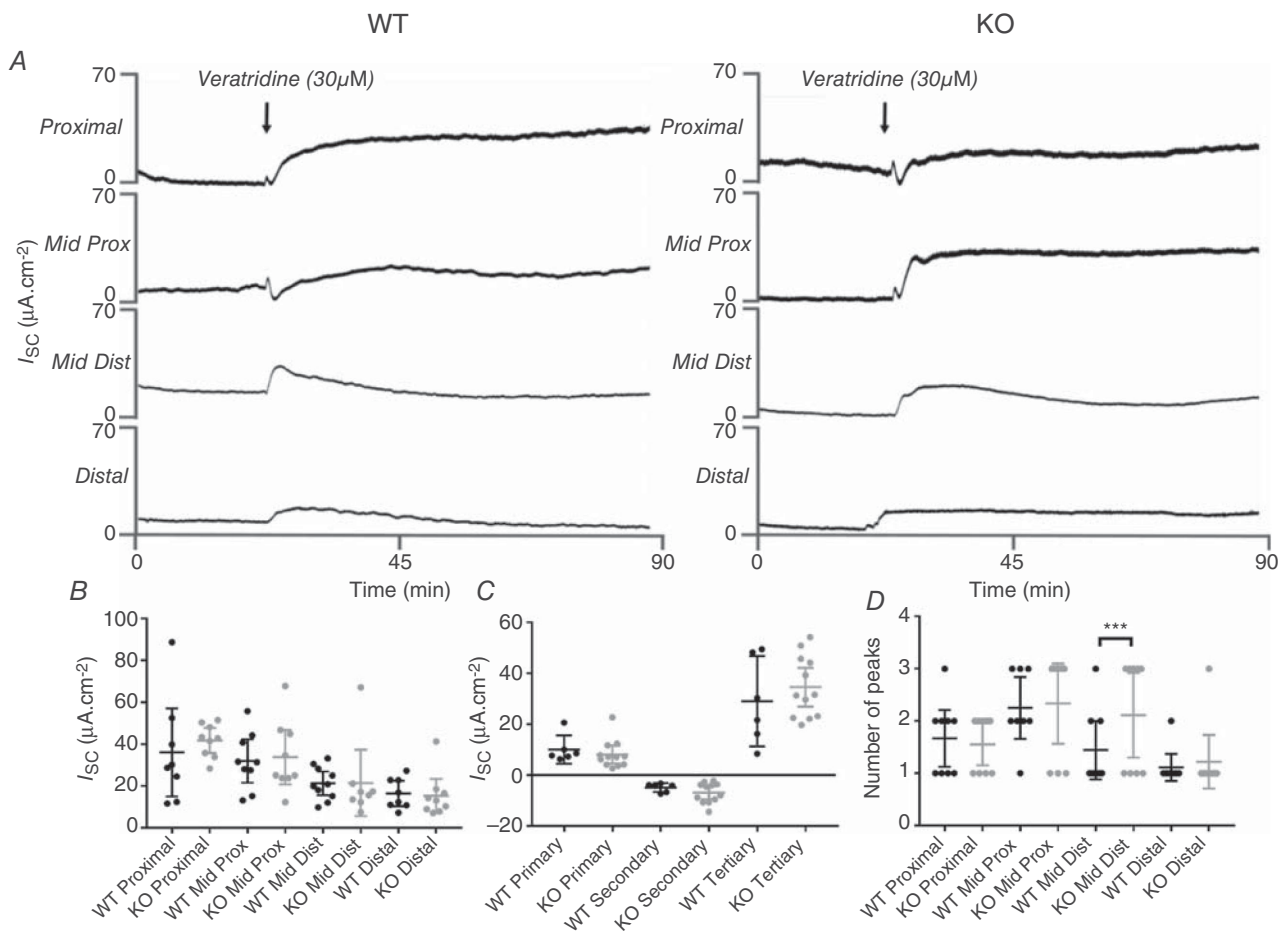 WT KO
A
70 Veratridine (30µM) Veratridine (30µM) 70
Proximal Proximal
0 0
70 70
Mid Prox Mid Prox
0 0
70 70
Mid Dist Mid Dist
0 0
70 70
Distal Distal
0 0
I_SC (µA.cm⁻²)
0 45 90 0 45 90
Time (min) Time (min)
B
100
80
60
40
20
0
I_SC (µA.cm⁻²)
WT Proximal
KO Proximal
WT Mid Prox
KO Mid Prox
WT Mid Dist
KO Mid Dist
WT Distal
KO Distal
C
60
40
20
0
–20
I_SC (µA.cm⁻²)
WT Primary
KO Primary
WT Secondary
KO Secondary
WT Tertiary
KO Tertiary
D
4
3
2
1
0
Number of peaks
***
WT Proximal
KO Proximal
WT Mid Prox
KO Mid Prox
WT Mid Dist
KO Mid Dist
WT Distal
KO Distal